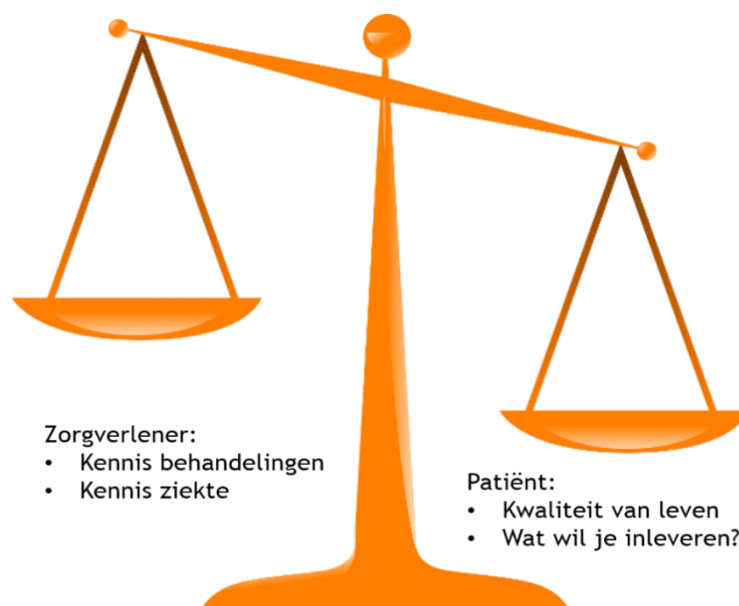 Zorgverlener:
• Kennis behandelingen
• Kennis ziekte
Patiënt:
• Kwaliteit van leven
• Wat wil je inleveren?